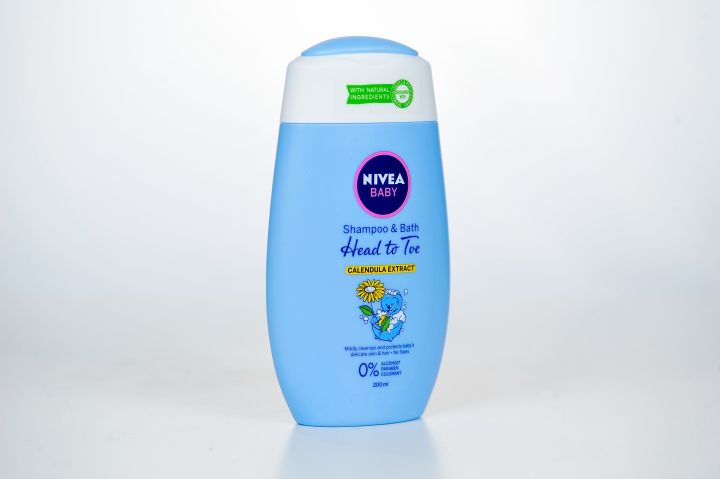 WITH NATURAL
INGREDIENTS
NIVEA
BABY
Shampoo & Bath
Head to Toe
CALENDULA EXTRACT
Mildly cleanses and protects baby's
delicate skin & hair • No Tears
0% ALCOHOL*
PARABEN
COLORANT
200ml